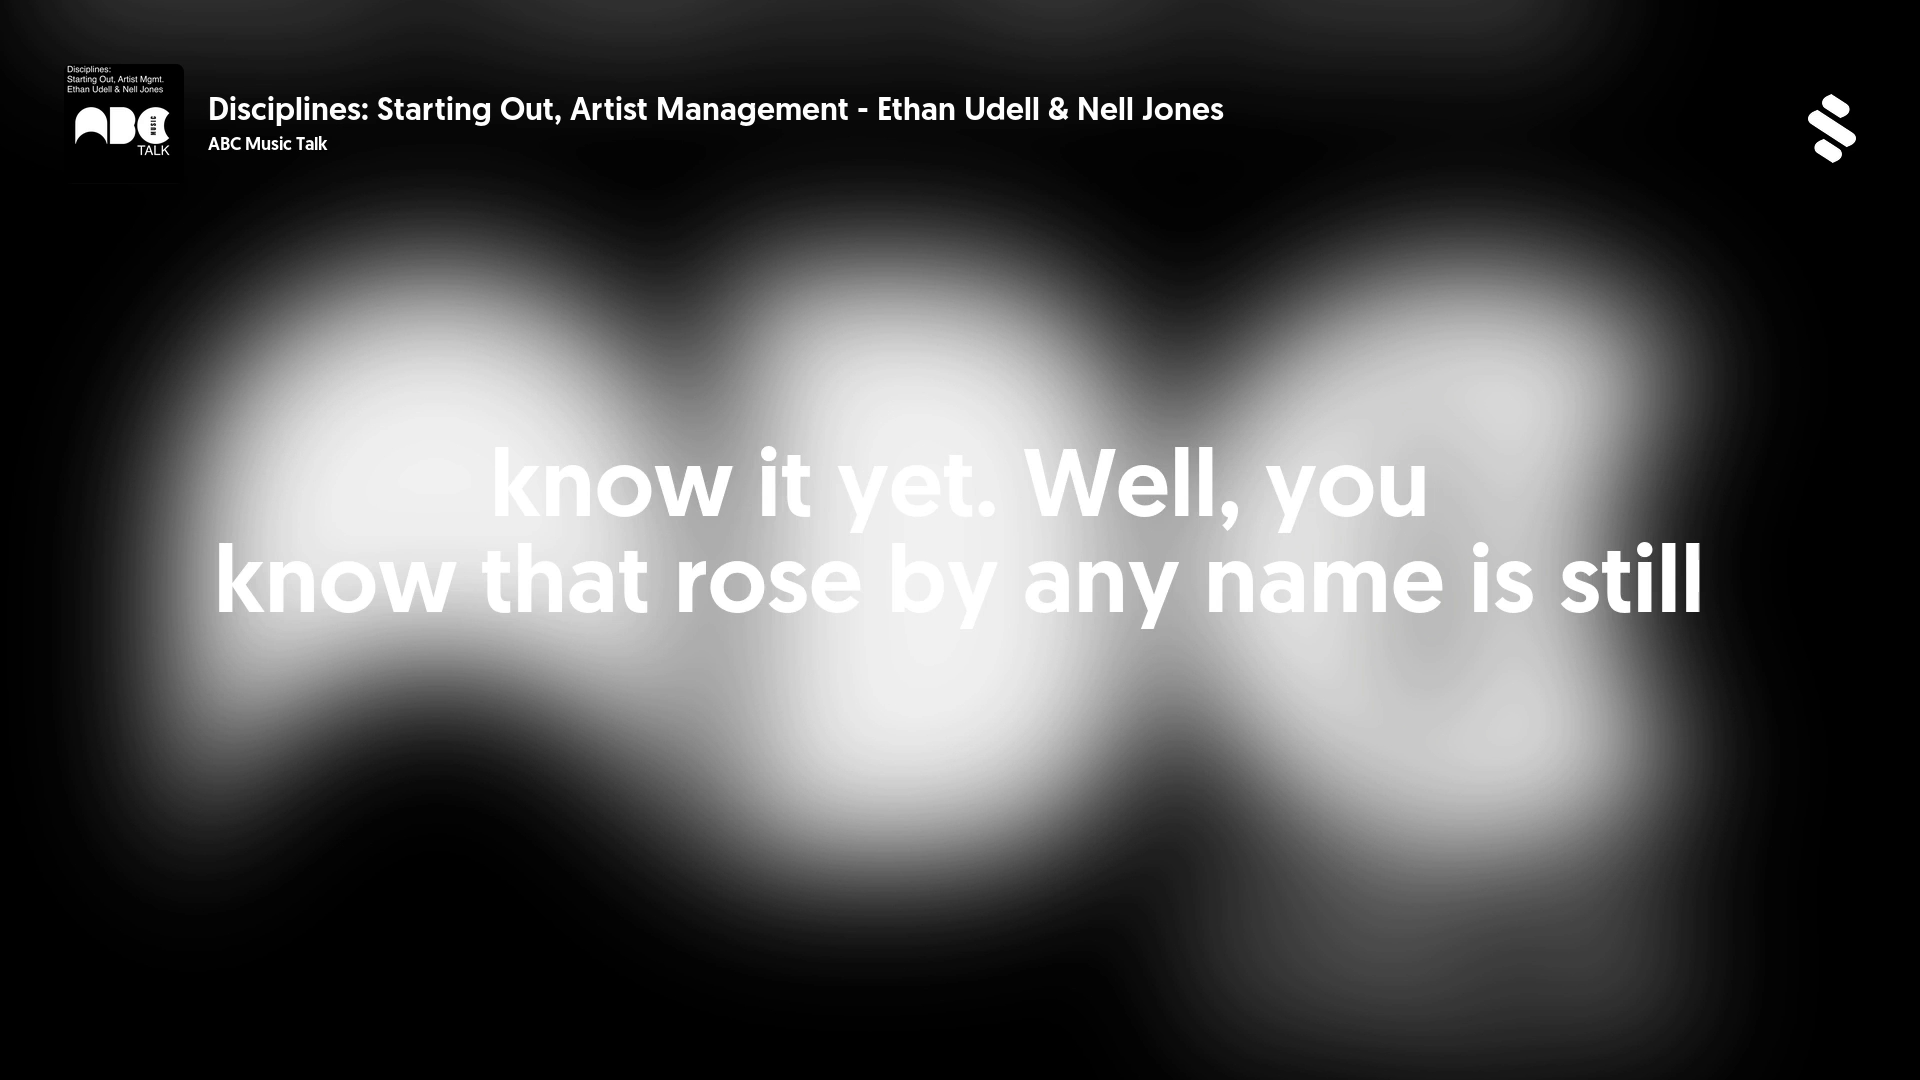 Disciplines:
Starting Out, Artist Mgmt.
Ethan Udell & Nell Jones
ABC
MUSIC
TALK
Disciplines: Starting Out, Artist Management - Ethan Udell & Nell Jones
ABC Music Talk
know it yet. Well, you
know that rose by any name is still